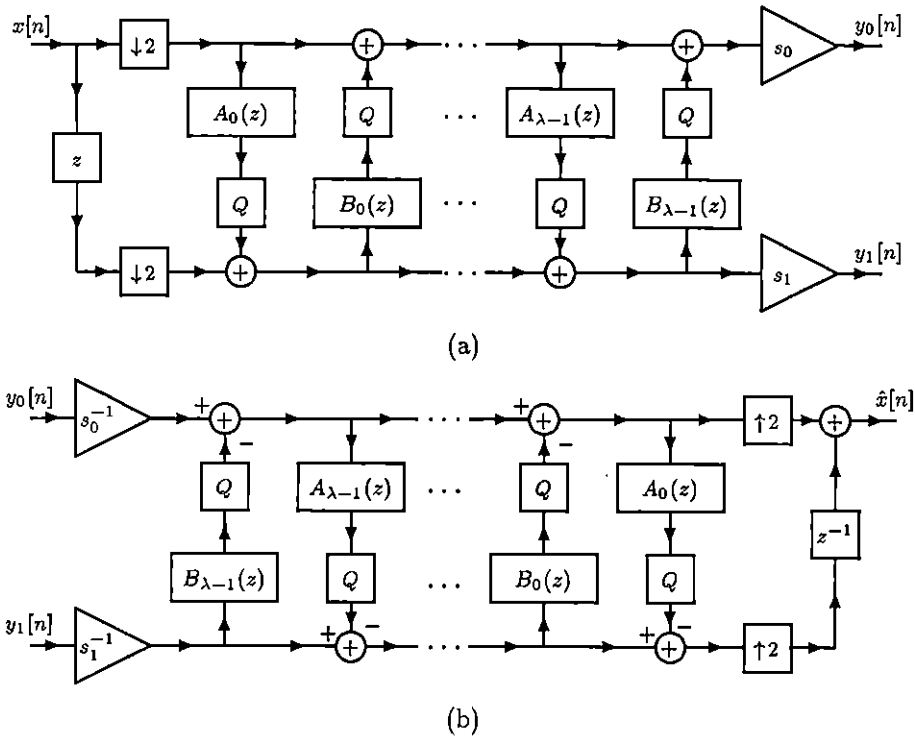 x[n] ↓2 + · · · + s₀ y₀[n]
A₀(z) Q · · · A_{λ−1}(z) Q
z
Q B₀(z) · · · Q B_{λ−1}(z)
↓2 + · · · + s₁ y₁[n]
(a)
y₀[n] s₀⁻¹ + + · · · + + ↑2 + x̂[n]
− −
Q A_{λ−1}(z) · · · Q A₀(z)
z⁻¹
B_{λ−1}(z) Q · · · B₀(z) Q
y₁[n] s₁⁻¹ + − + · · · + − + ↑2
(b)